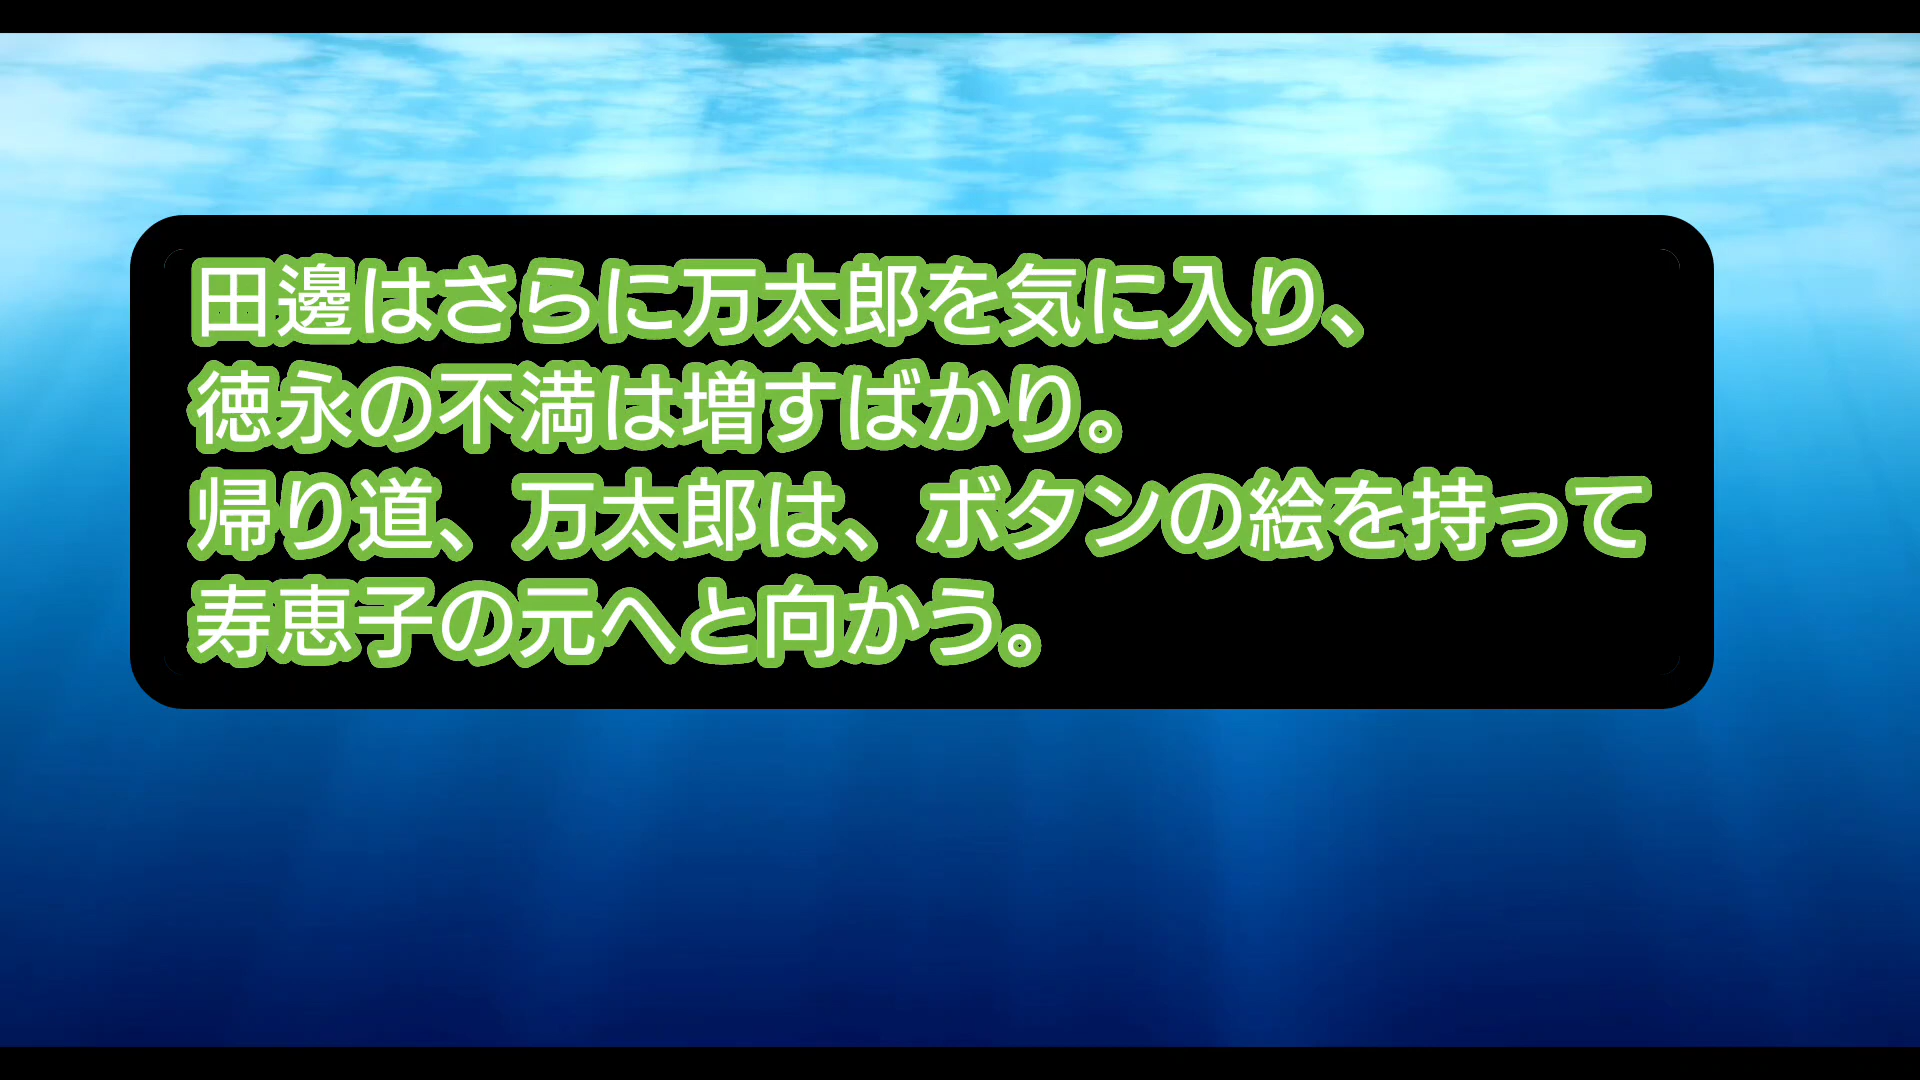 田邊はさらに万太郎を気に入り、
徳永の不満は増すばかり。
帰り道、万太郎は、ボタンの絵を持って
寿恵子の元へと向かう。